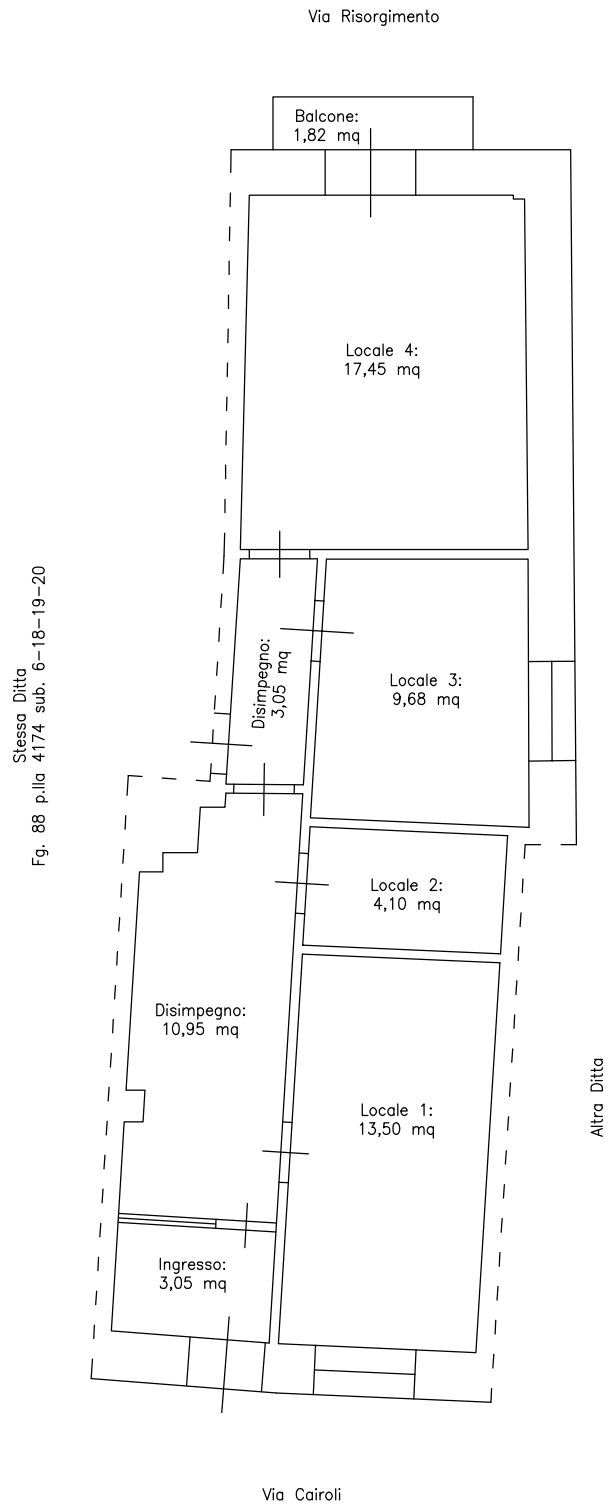 Via Risorgimento
Balcone:
1,82 mq
Locale 4:
17,45 mq
Stessa Ditta
Fg. 88 p.lla 4174 sub. 6-18-19-20
Disimpegno:
3,05 mq
Locale 3:
9,68 mq
Locale 2:
4,10 mq
Disimpegno:
10,95 mq
Altra Ditta
Locale 1:
13,50 mq
Ingresso:
3,05 mq
Via Cairoli